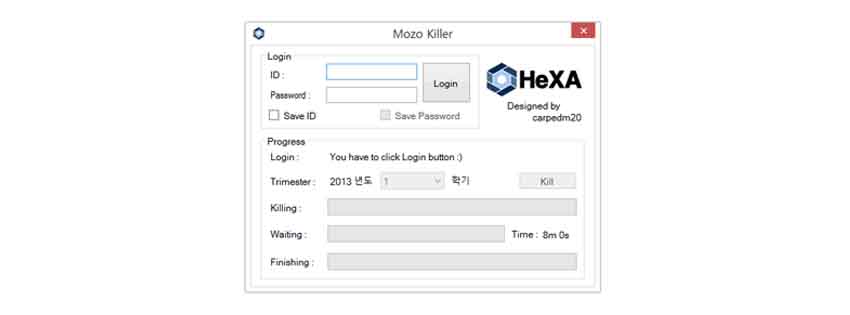 Mozo Killer
Login
ID :
Login
Password :
Save ID
Save Password
HeXA
Designed by
carpedm20
Progress
Login : You have to click Login button :)
Trimester : 2013 년도 1 학기 Kill
Killing :
Waiting : Time : 8m 0s
Finishing :